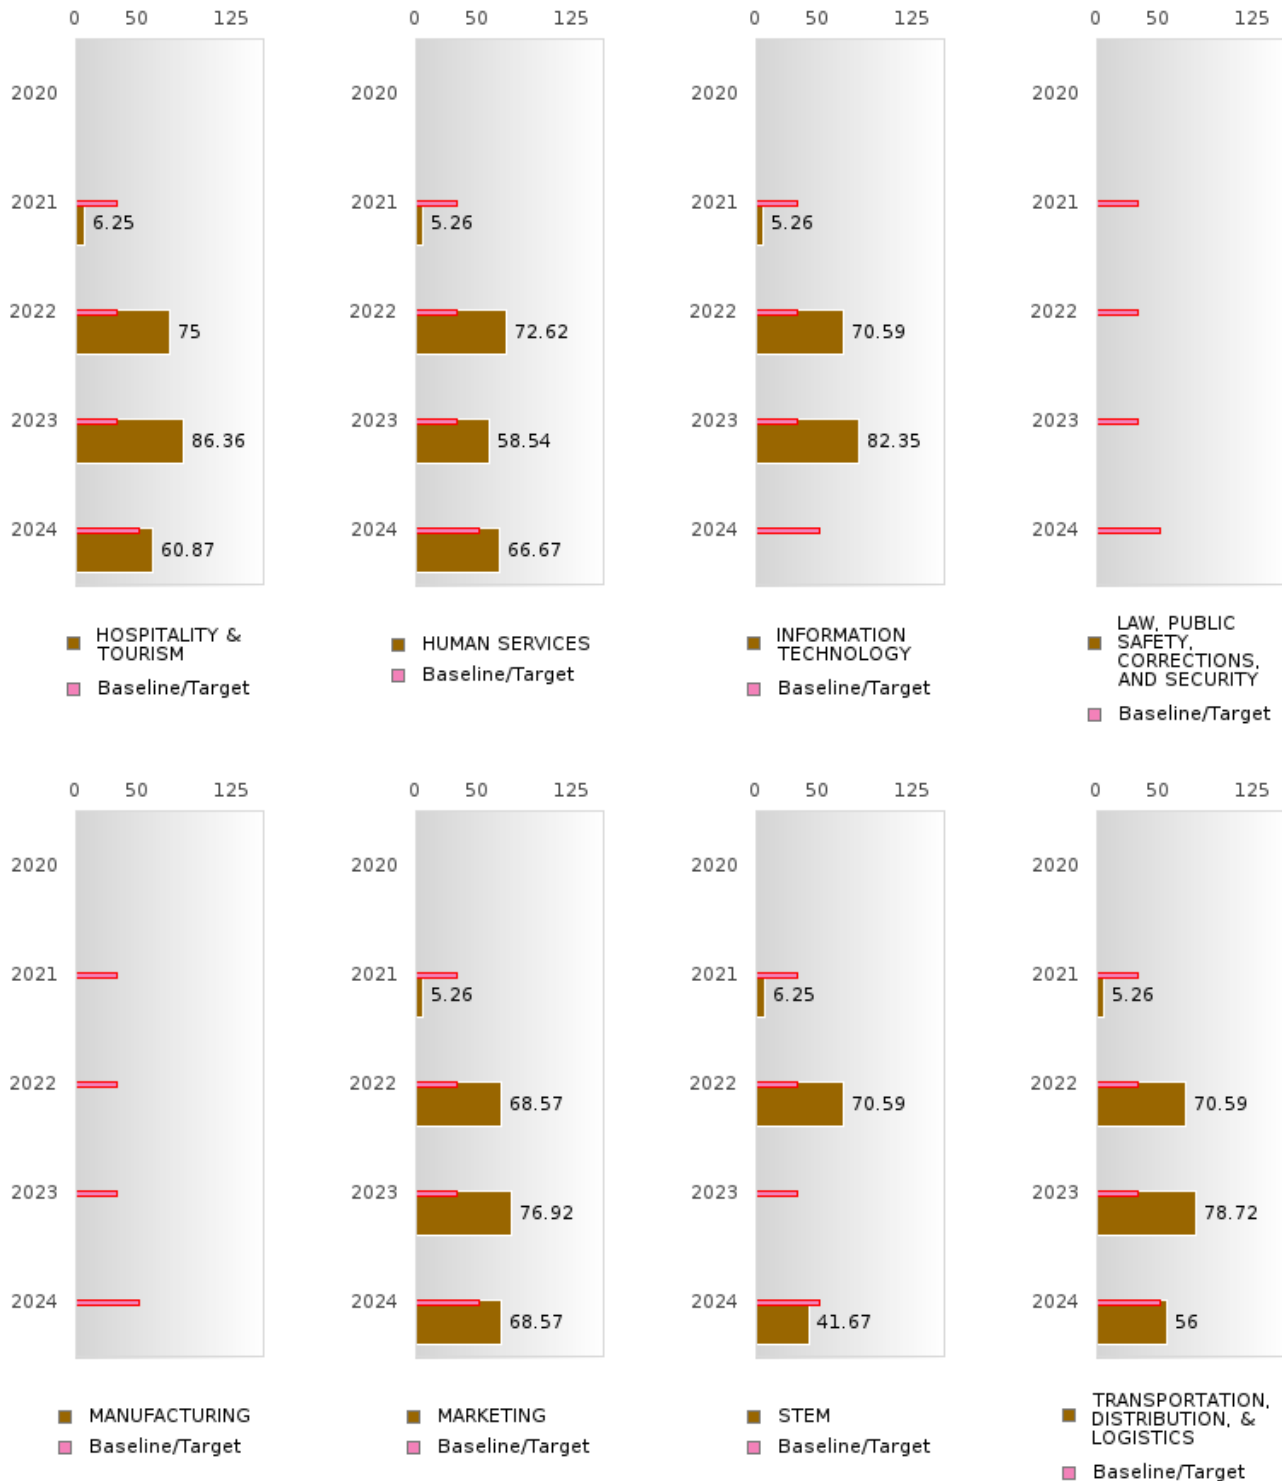 0 50 125 0 50 125 0 50 125 0 50 125
2020 2020 2020 2020
2021 2021 2021 2021
6.25 5.26 5.26
2022 2022 2022 2022
75 72.62 70.59
2023 2023 2023 2023
86.36 58.54 82.35
2024 2024 2024 2024
60.87 66.67
HOSPITALITY &
TOURISM
Baseline/Target
HUMAN SERVICES
Baseline/Target
INFORMATION
TECHNOLOGY
Baseline/Target
LAW, PUBLIC
SAFETY,
CORRECTIONS,
AND SECURITY
Baseline/Target
0 50 125 0 50 125 0 50 125 0 50 125
2020 2020 2020 2020
2021 2021 2021 2021
5.26 6.25 5.26
2022 2022 2022 2022
68.57 70.59 70.59
2023 2023 2023 2023
76.92 78.72
2024 2024 2024 2024
68.57 41.67 56
MANUFACTURING
Baseline/Target
MARKETING
Baseline/Target
STEM
Baseline/Target
TRANSPORTATION,
DISTRIBUTION, &
LOGISTICS
Baseline/Target